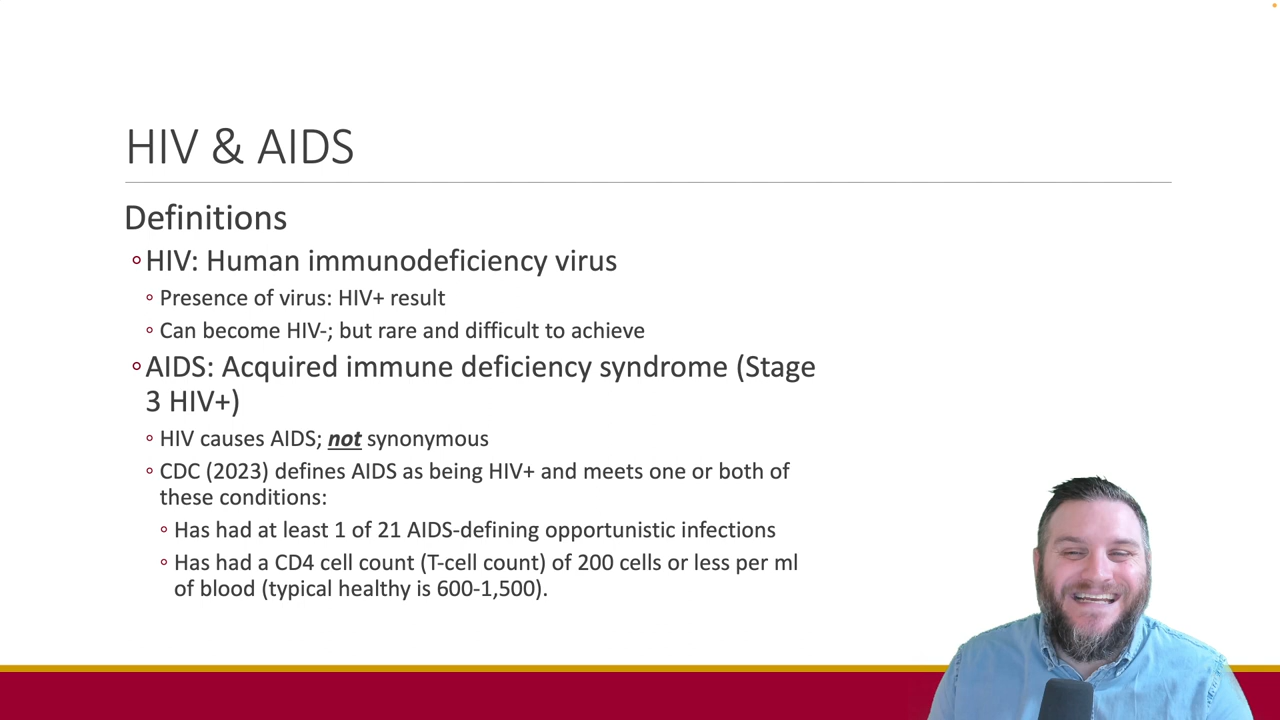 HIV & AIDS
Definitions
◦HIV: Human immunodeficiency virus
◦ Presence of virus: HIV+ result
◦ Can become HIV-; but rare and difficult to achieve
◦AIDS: Acquired immune deficiency syndrome (Stage
3 HIV+)
◦ HIV causes AIDS; not synonymous
◦ CDC (2023) defines AIDS as being HIV+ and meets one or both of
these conditions:
◦ Has had at least 1 of 21 AIDS-defining opportunistic infections
◦ Has had a CD4 cell count (T-cell count) of 200 cells or less per ml
of blood (typical healthy is 600-1,500).